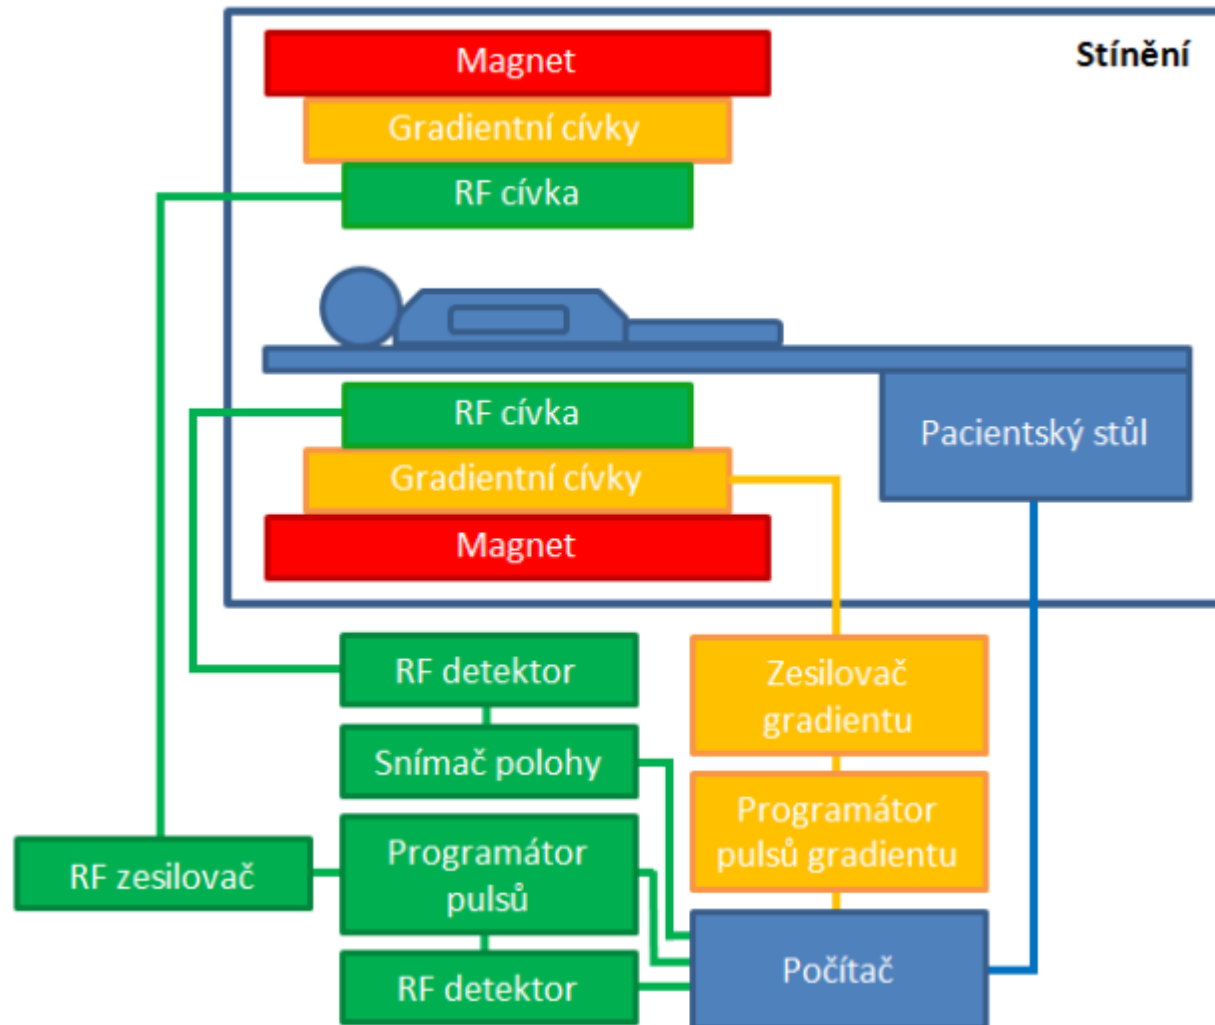 Stínění
Magnet
Gradientní cívky
RF cívka
RF cívka
Gradientní cívky
Magnet
Pacientský stůl
RF detektor
Snímač polohy
Programátor
pulsů
RF detektor
RF zesilovač
Zesilovač
gradientu
Programátor
pulsů gradientu
Počítač